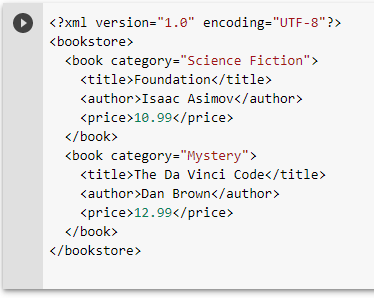 <?xml version="1.0" encoding="UTF-8"?>
<bookstore>
  <book category="Science Fiction">
    <title>Foundation</title>
    <author>Isaac Asimov</author>
    <price>10.99</price>
  </book>
  <book category="Mystery">
    <title>The Da Vinci Code</title>
    <author>Dan Brown</author>
    <price>12.99</price>
  </book>
</bookstore>